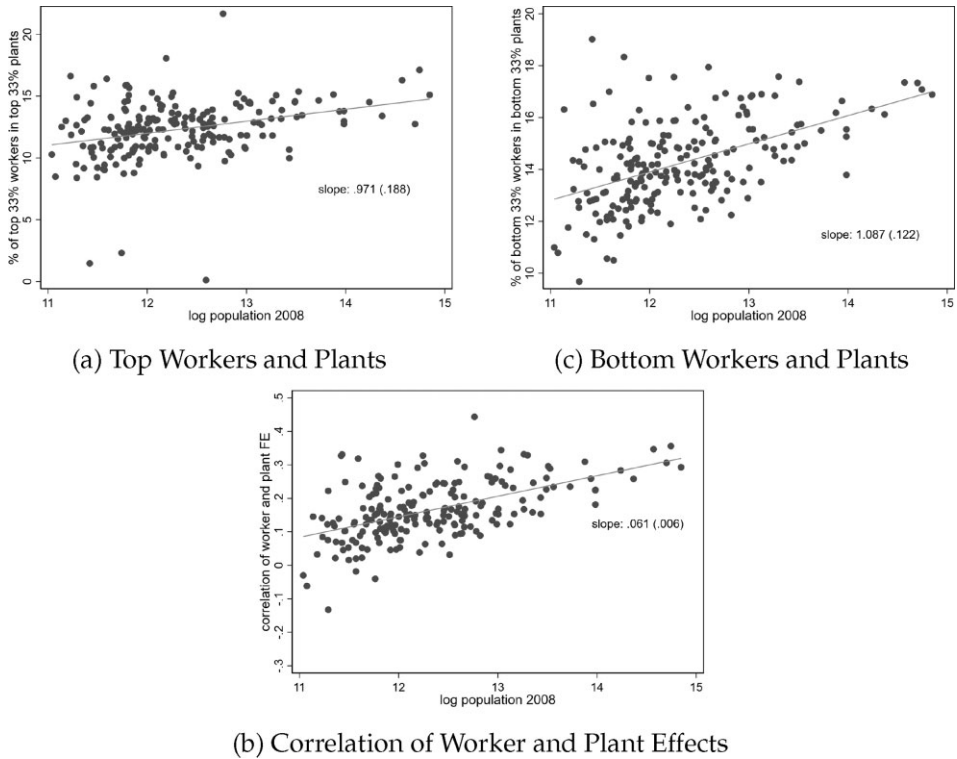 % of top 33% workers in top 33% plants
20
15
10
5
0
slope: .971 (.188)
11 12 13 14 15
log population 2008
(a) Top Workers and Plants
% of bottom 33% workers in bottom 33% plants
20
18
16
14
12
10
slope: 1.087 (.122)
11 12 13 14 15
log population 2008
(c) Bottom Workers and Plants
correlation of worker and plant FE
.5
.4
.3
.2
.1
0
-.1
-.2
-.3
slope: .061 (.006)
11 12 13 14 15
log population 2008
(b) Correlation of Worker and Plant Effects